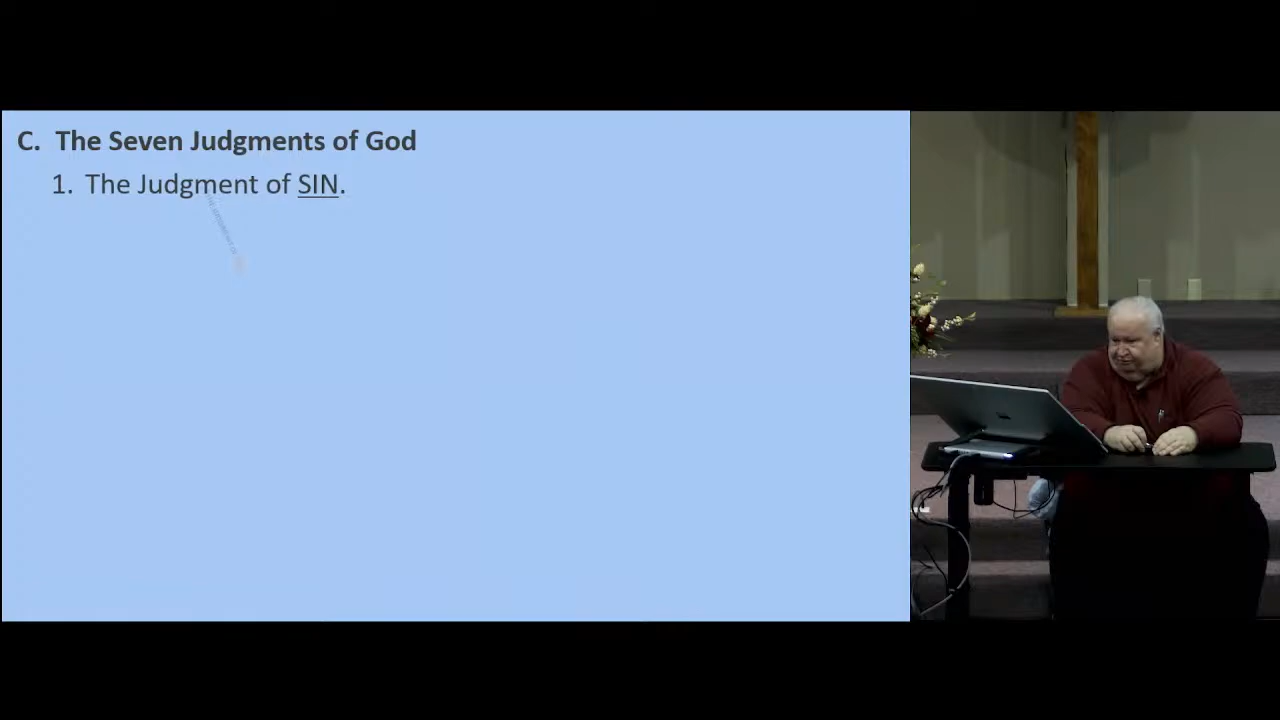 C. The Seven Judgments of God
1. The Judgment of SIN.